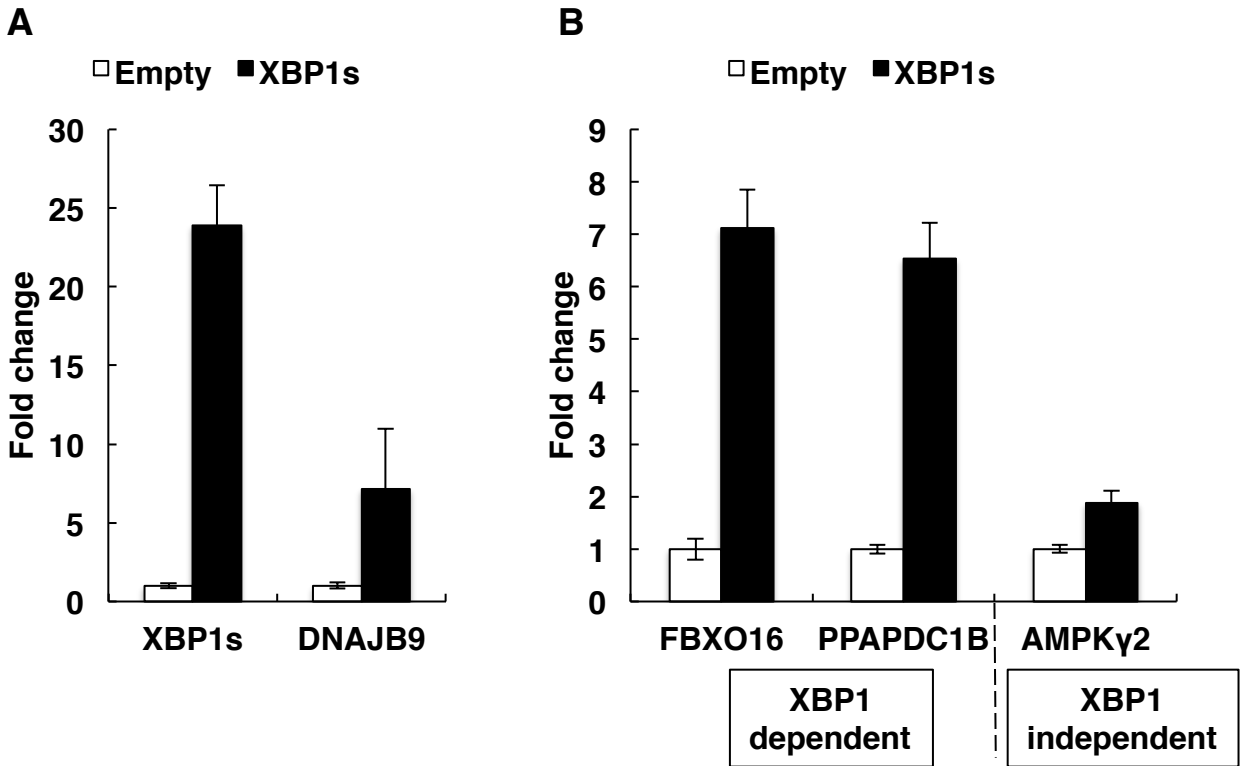 A
Empty XBP1s
Fold change
30
25
20
15
10
5
0
XBP1s DNAJB9
B
Empty XBP1s
Fold change
9
8
7
6
5
4
3
2
1
0
FBXO16 PPAPDC1B AMPKγ2
XBP1
dependent
XBP1
independent